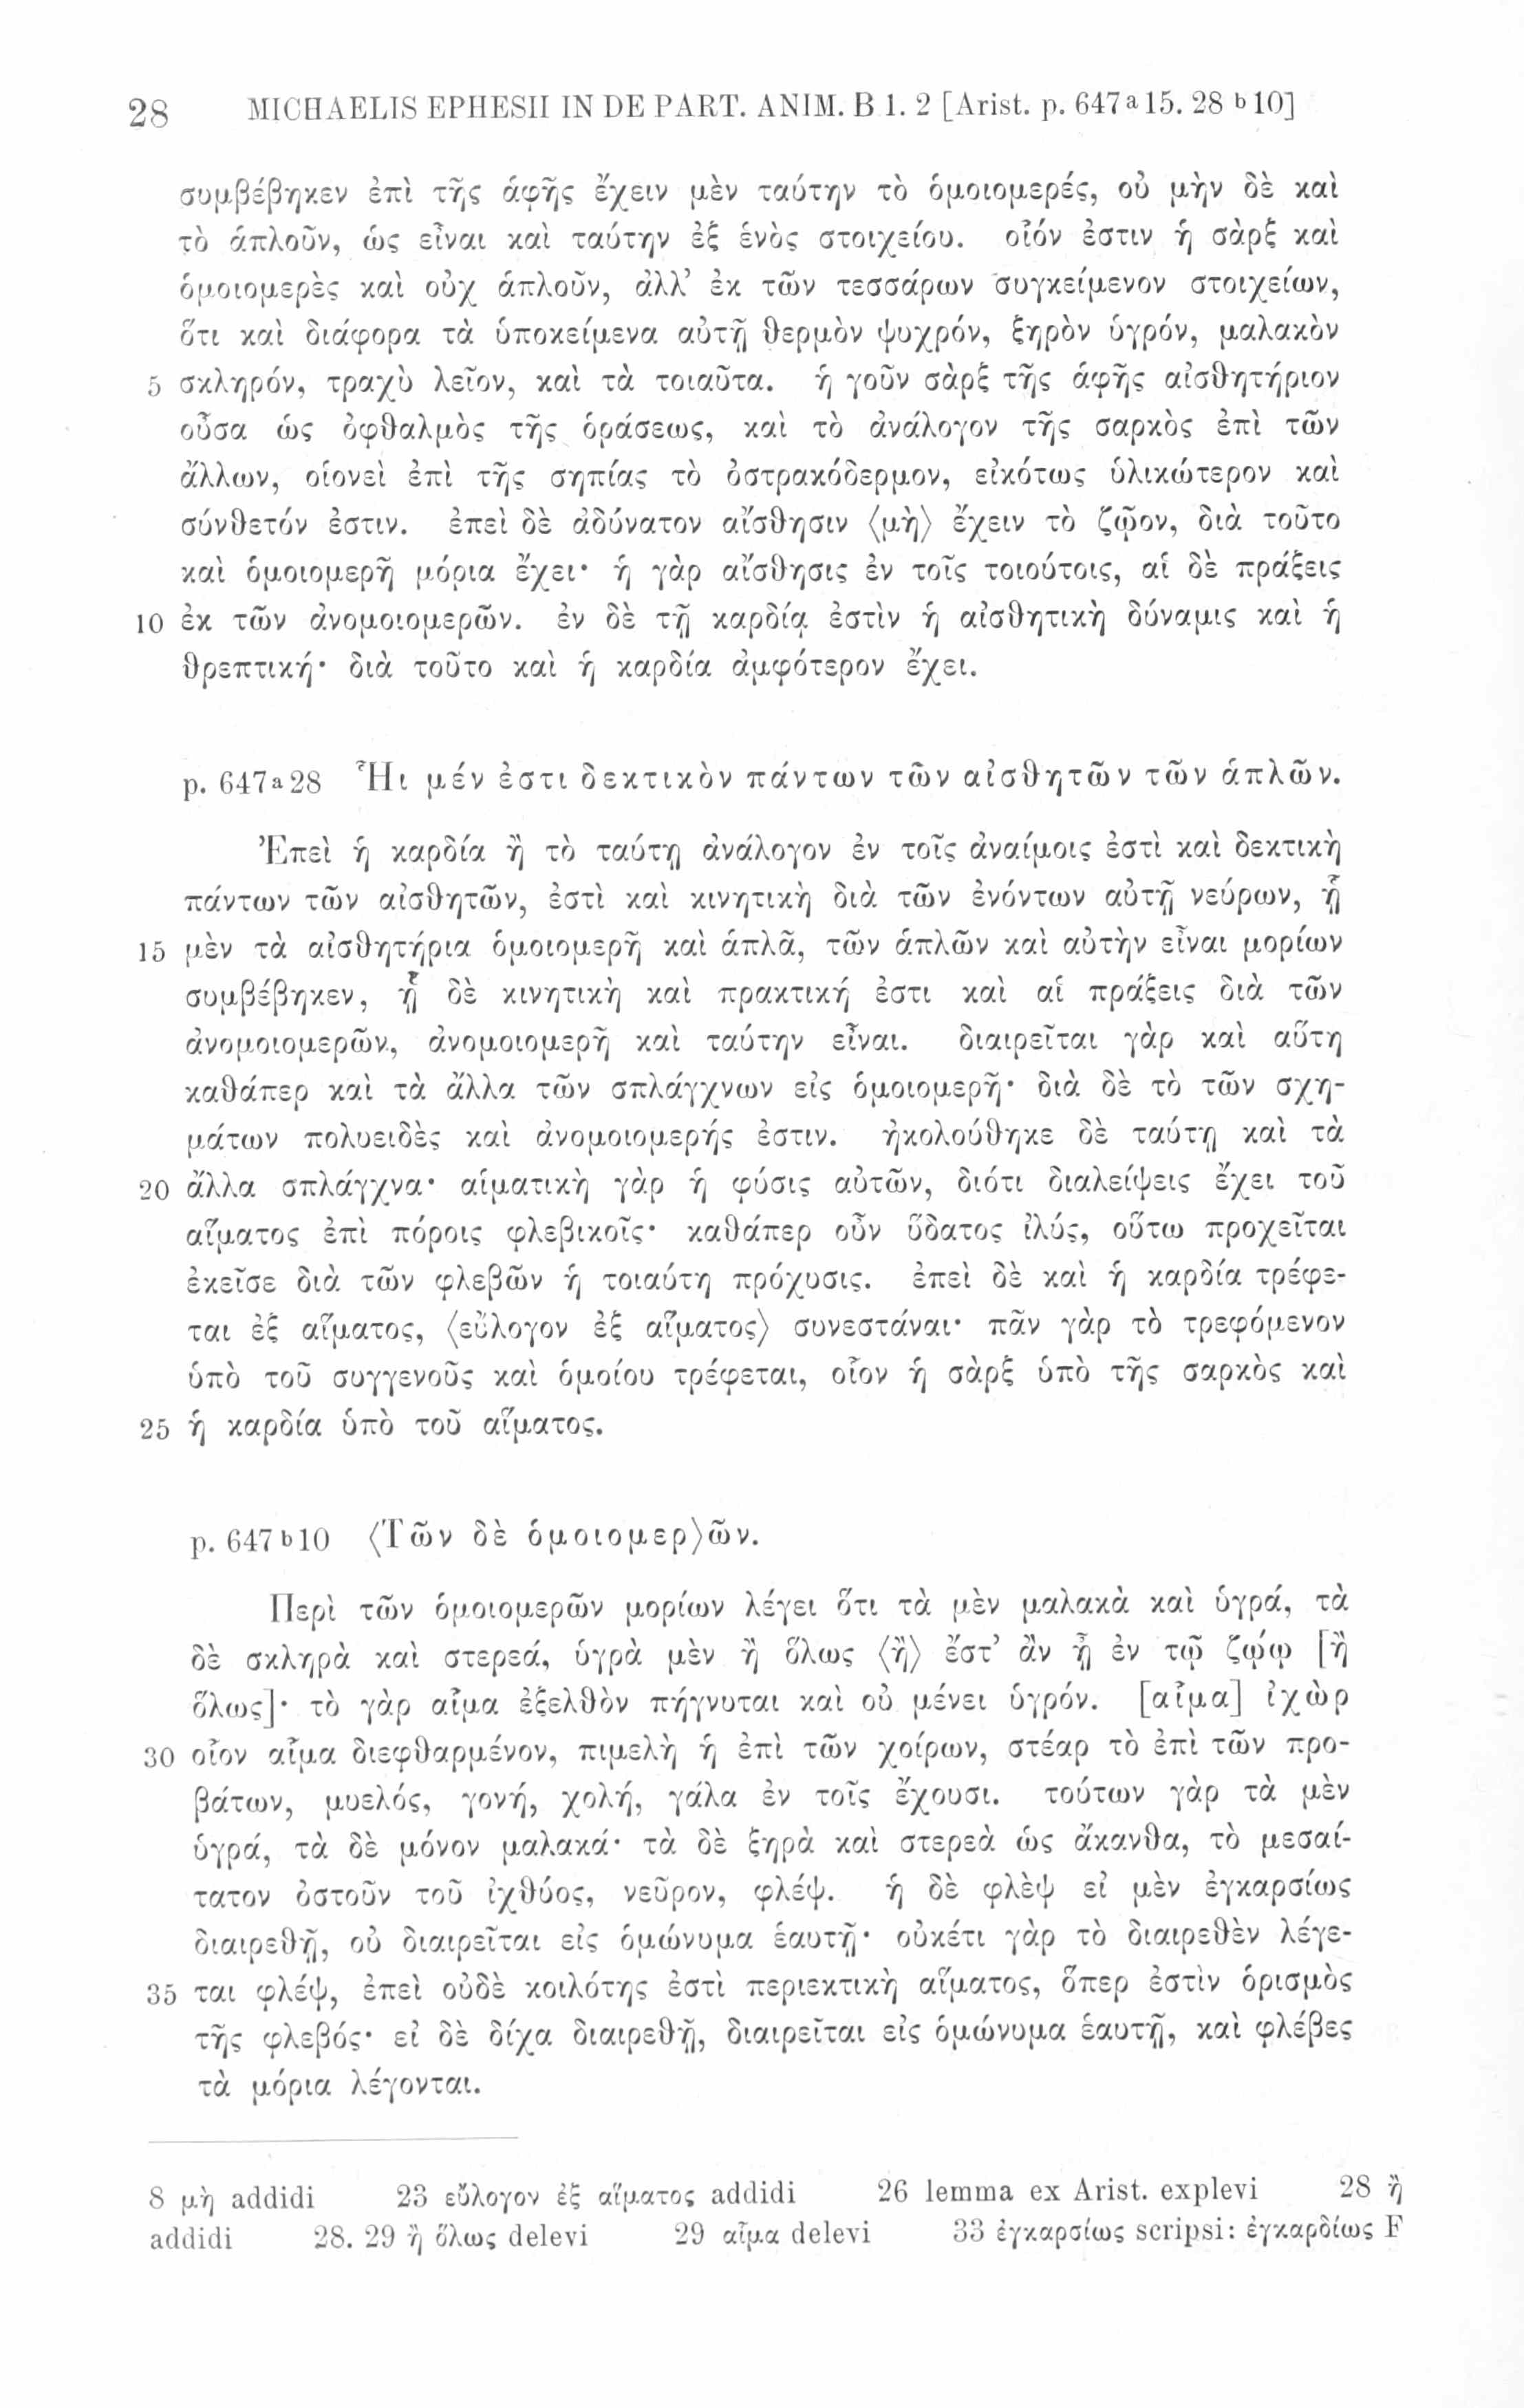 28 MICHAELIS EPHESII IN DE PART. ANIM. B 1. 2 [Arist. p. 647a15. 28 b10]
συμβέβηκεν ἐπὶ τῆς ἁφῆς ἔχειν μὲν ταύτην τὸ ὁμοιομερές, οὐ μὴν δὲ καὶ
τὸ ἁπλοῦν, ὡς εἶναι καὶ ταύτην ἐξ ἑνὸς στοιχείου. οἷόν ἐστιν ἡ σὰρξ καὶ
ὁμοιομερὲς καὶ οὐχ ἁπλοῦν, ἀλλ’ ἐκ τῶν τεσσάρων συγκείμενον στοιχείων,
ὅτι καὶ διάφορα τὰ ὑποκείμενα αὐτῇ θερμὸν ψυχρόν, ξηρὸν ὑγρόν, μαλακὸν
5 σκληρόν, τραχὺ λεῖον, καὶ τὰ τοιαῦτα. ἡ γοῦν σὰρξ τῆς ἁφῆς αἰσθητήριον
οὖσα ὡς ὀφθαλμὸς τῆς ὁράσεως, καὶ τὸ ἀνάλογον τῆς σαρκὸς ἐπὶ τῶν
ἄλλων, οἱονεὶ ἐπὶ τῆς σηπίας τὸ ὀστρακόδερμον, εἰκότως ὑλικώτερον καὶ
σύνθετόν ἐστιν. ἐπεὶ δὲ ἀδύνατον αἴσθησιν ⟨μὴ⟩ ἔχειν τὸ ζῷον, διὰ τοῦτο
καὶ ὁμοιομερῆ μόρια ἔχει· ἡ γὰρ αἴσθησις ἐν τοῖς τοιούτοις, αἱ δὲ πράξεις
10 ἐκ τῶν ἀνομοιομερῶν. ἐν δὲ τῇ καρδίᾳ ἐστὶν ἡ αἰσθητικὴ δύναμις καὶ ἡ
θρεπτική· διὰ τοῦτο καὶ ἡ καρδία ἀμφότερον ἔχει.
p. 647a28 Ἧι μέν ἐστι δεκτικὸν πάντων τῶν αἰσθητῶν τῶν ἁπλῶν.
Ἐπεὶ ἡ καρδία ἢ τὸ ταύτῃ ἀνάλογον ἐν τοῖς ἀναίμοις ἐστὶ καὶ δεκτικὴ
πάντων τῶν αἰσθητῶν, ἐστὶ καὶ κινητικὴ διὰ τῶν ἐνόντων αὐτῇ νεύρων, ᾗ
15 μὲν τὰ αἰσθητήρια ὁμοιομερῆ καὶ ἁπλᾶ, τῶν ἁπλῶν καὶ αὐτὴν εἶναι μορίων
συμβέβηκεν, ᾗ δὲ κινητικὴ καὶ πρακτική ἐστι καὶ αἱ πράξεις διὰ τῶν
ἀνομοιομερῶν, ἀνομοιομερῆ καὶ ταύτην εἶναι. διαιρεῖται γὰρ καὶ αὕτη
καθάπερ καὶ τὰ ἄλλα τῶν σπλάγχνων εἰς ὁμοιομερῆ· διὰ δὲ τὸ τῶν σχη-
μάτων πολυειδὲς καὶ ἀνομοιομερής ἐστιν. ἠκολούθηκε δὲ ταύτῃ καὶ τὰ
20 ἄλλα σπλάγχνα· αἱματικὴ γὰρ ἡ φύσις αὐτῶν, διότι διαλείψεις ἔχει τοῦ
αἵματος ἐπὶ πόροις φλεβικοῖς· καθάπερ οὖν ὕδατος ἰλύς, οὕτω προχεῖται
ἐκεῖσε διὰ τῶν φλεβῶν ἡ τοιαύτη πρόχυσις. ἐπεὶ δὲ καὶ ἡ καρδία τρέφε-
ται ἐξ αἵματος, ⟨εὔλογον ἐξ αἵματος⟩ συνεστάναι· πᾶν γὰρ τὸ τρεφόμενον
ὑπὸ τοῦ συγγενοῦς καὶ ὁμοίου τρέφεται, οἷον ἡ σὰρξ ὑπὸ τῆς σαρκὸς καὶ
25 ἡ καρδία ὑπὸ τοῦ αἵματος.
p. 647b10 ⟨Τῶν δὲ ὁμοιομερ⟩ῶν.
Περὶ τῶν ὁμοιομερῶν μορίων λέγει ὅτι τὰ μὲν μαλακὰ καὶ ὑγρά, τὰ
δὲ σκληρὰ καὶ στερεά, ὑγρὰ μὲν ἢ ὅλως ⟨ἢ⟩ ἔστ’ ἂν ᾖ ἐν τῷ ζῴῳ [ἢ
ὅλως]· τὸ γὰρ αἷμα ἐξελθὸν πήγνυται καὶ οὐ μένει ὑγρόν. [αἷμα] ἰχὼρ
30 οἷον αἷμα διεφθαρμένον, πιμελὴ ἡ ἐπὶ τῶν χοίρων, στέαρ τὸ ἐπὶ τῶν προ-
βάτων, μυελός, γονή, χολή, γάλα ἐν τοῖς ἔχουσι. τούτων γὰρ τὰ μὲν
ὑγρά, τὰ δὲ μόνον μαλακά· τὰ δὲ ξηρὰ καὶ στερεὰ ὡς ἄκανθα, τὸ μεσαί-
τατον ὀστοῦν τοῦ ἰχθύος, νεῦρον, φλέψ. ἡ δὲ φλὲψ εἰ μὲν ἐγκαρσίως
διαιρεθῇ, οὐ διαιρεῖται εἰς ὁμώνυμα ἑαυτῇ· οὐκέτι γὰρ τὸ διαιρεθὲν λέγε-
35 ται φλέψ, ἐπεὶ οὐδὲ κοιλότης ἐστὶ περιεκτικὴ αἵματος, ὅπερ ἐστὶν ὁρισμὸς
τῆς φλεβός· εἰ δὲ δίχα διαιρεθῇ, διαιρεῖται εἰς ὁμώνυμα ἑαυτῇ, καὶ φλέβες
τὰ μόρια λέγονται.
8 μὴ addidi 23 εὔλογον ἐξ αἵματος addidi 26 lemma ex Arist. explevi 28 ἢ
addidi 28. 29 ἢ ὅλως delevi 29 αἷμα delevi 33 ἐγκαρσίως scripsi: ἐγκαρδίως F